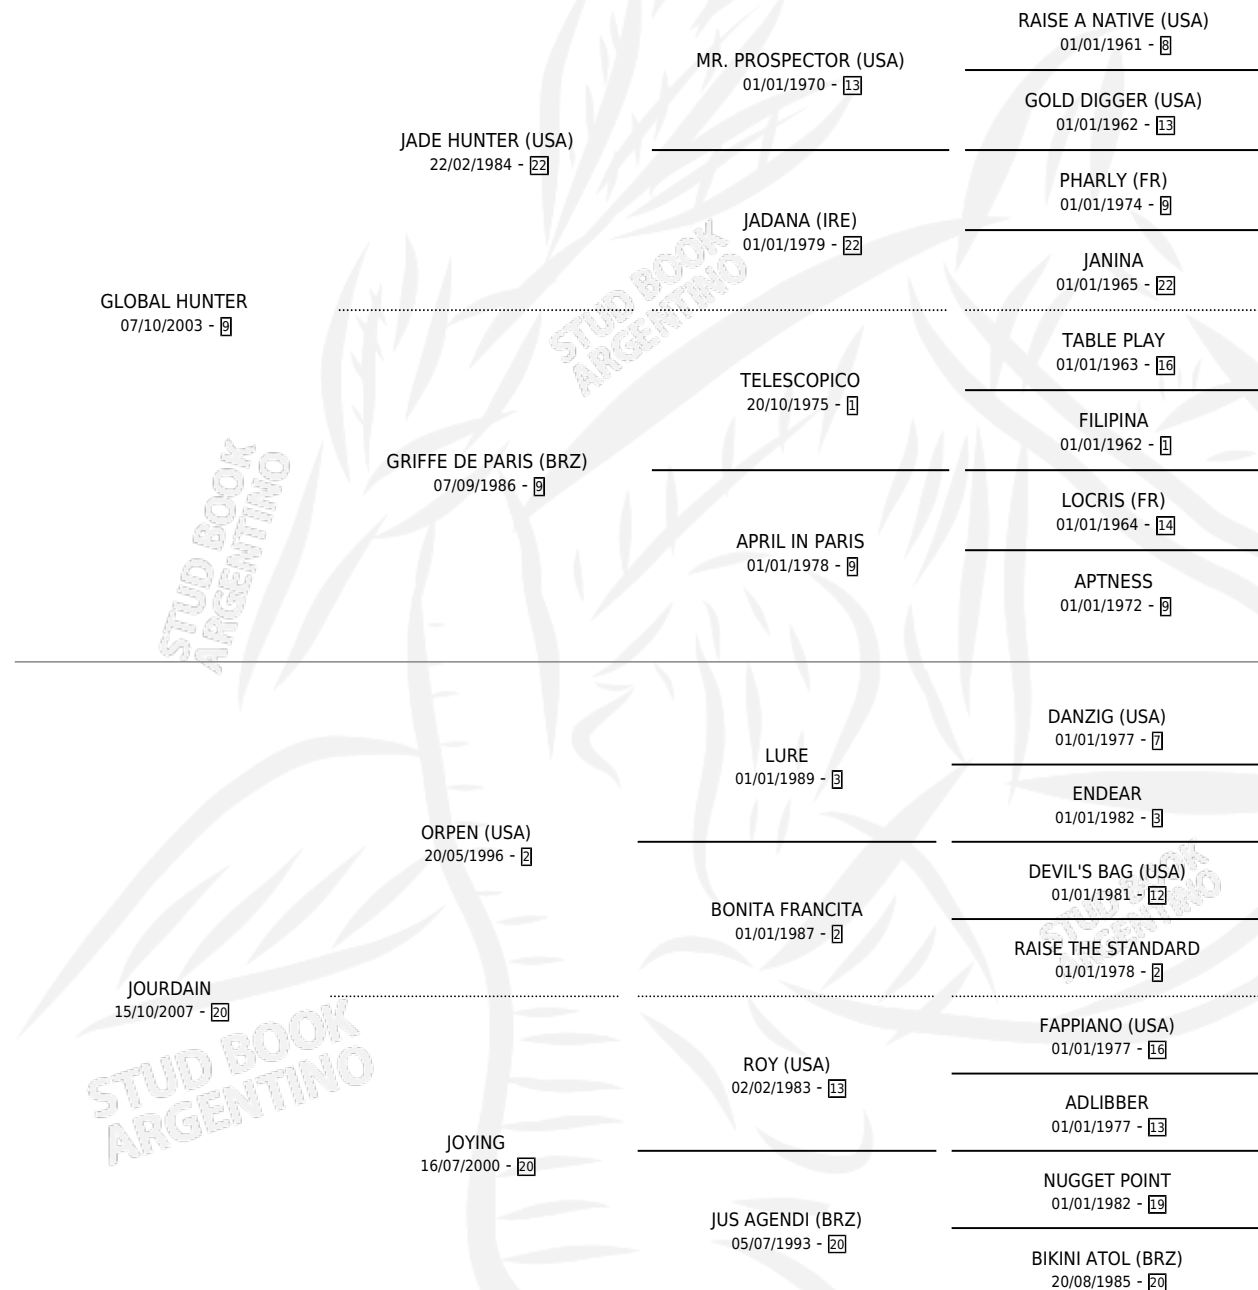 RAISE A NATIVE (USA)
01/01/1961 - 8
MR. PROSPECTOR (USA)
01/01/1970 - 13
GOLD DIGGER (USA)
01/01/1962 - 13
JADE HUNTER (USA)
22/02/1984 - 22
PHARLY (FR)
01/01/1974 - 9
JADANA (IRE)
01/01/1979 - 22
JANINA
01/01/1965 - 22
GLOBAL HUNTER
07/10/2003 - 9
STUD BOOK
ARGENTINO
TABLE PLAY
01/01/1963 - 16
TELESCOPICO
20/10/1975 - 1
FILIPINA
01/01/1962 - 1
GRIFFE DE PARIS (BRZ)
07/09/1986 - 9
LOCRIS (FR)
01/01/1964 - 14
APRIL IN PARIS
01/01/1978 - 9
APTNESS
01/01/1972 - 9
STUD BOOK
ARGENTINO
DANZIG (USA)
01/01/1977 - 7
LURE
01/01/1989 - 3
ENDEAR
01/01/1982 - 3
ORPEN (USA)
20/05/1996 - 2
DEVIL'S BAG (USA)
01/01/1981 - 12
BONITA FRANCITA
01/01/1987 - 2
STUD BOOK
ARGENTINO
RAISE THE STANDARD
01/01/1978 - 2
JOURDAIN
15/10/2007 - 20
STUD BOOK
ARGENTINO
FAPPIANO (USA)
01/01/1977 - 16
ROY (USA)
02/02/1983 - 13
ADLIBBER
01/01/1977 - 13
JOYING
16/07/2000 - 20
NUGGET POINT
01/01/1982 - 19
JUS AGENDI (BRZ)
05/07/1993 - 20
BIKINI ATOL (BRZ)
20/08/1985 - 20